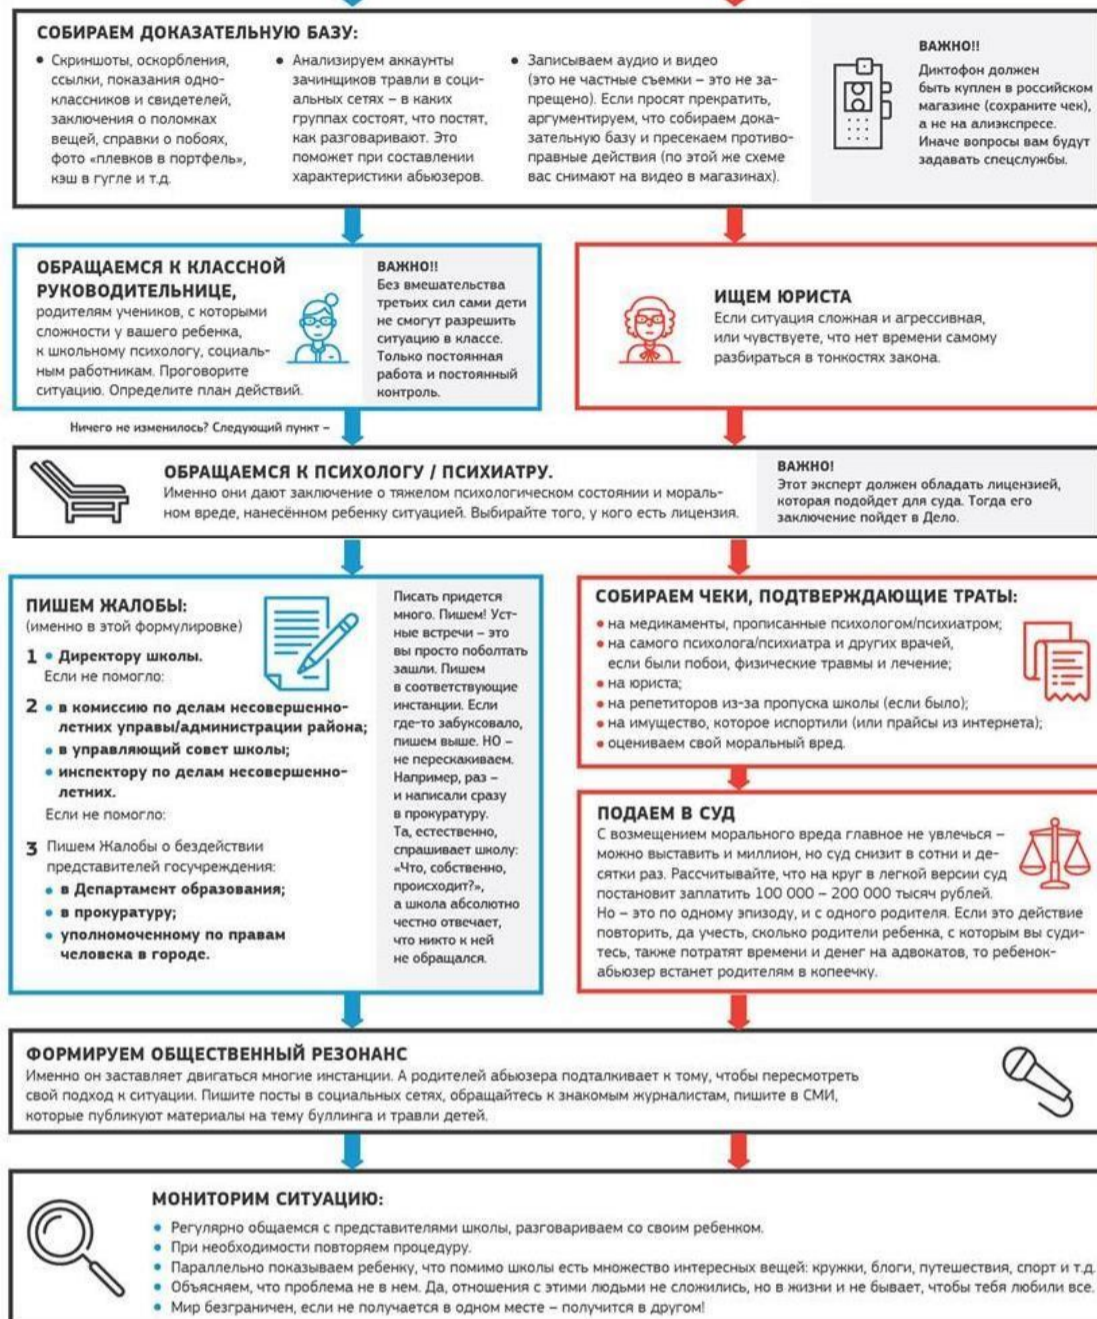 СОБИРАЕМ ДОКАЗАТЕЛЬНУЮ БАЗУ:
• Скриншоты, оскорбления,
ссылки, показания одно-
классников и свидетелей,
заключения о поломках
вещей, справки о побоях,
фото «плевков в портфель»,
кэш в гугле и т.д.
• Анализируем аккаунты
зачинщиков травли в соци-
альных сетях – в каких
группах состоят, что постят,
как разговаривают. Это
поможет при составлении
характеристики абьюзеров.
• Записываем аудио и видео
(это не частные съемки – это не за-
прещено). Если просят прекратить,
аргументируем, что собираем дока-
зательную базу и пресекаем противо-
правные действия (по этой же схеме
вас снимают на видео в магазинах).
ВАЖНО!!
Диктофон должен
быть куплен в российском
магазине (сохраните чек),
а не на алиэкспресе.
Иначе вопросы вам будут
задавать спецслужбы.
ОБРАЩАЕМСЯ К КЛАССНОЙ
РУКОВОДИТЕЛЬНИЦЕ,
родителям учеников, с которыми
сложности у вашего ребенка,
к школьному психологу, социаль-
ным работникам. Проговорите
ситуацию. Определите план действий.
ВАЖНО!!
Без вмешательства
третьих сил сами дети
не смогут разрешить
ситуацию в классе.
Только постоянная
работа и постоянный
контроль.
ИЩЕМ ЮРИСТА
Если ситуация сложная и агрессивная,
или чувствуете, что нет времени самому
разбираться в тонкостях закона.
Ничего не изменилось? Следующий пункт –
ОБРАЩАЕМСЯ К ПСИХОЛОГУ / ПСИХИАТРУ.
Именно они дают заключение о тяжелом психологическом состоянии и мораль-
ном вреде, нанесённом ребенку ситуацией. Выбирайте того, у кого есть лицензия.
ВАЖНО!
Этот эксперт должен обладать лицензией,
которая подойдет для суда. Тогда его
заключение пойдет в Дело.
ПИШЕМ ЖАЛОБЫ:
(именно в этой формулировке)
1 • Директору школы.
Если не помогло:
2 • в комиссию по делам несовершенно-
летних управы/администрации района;
• в управляющий совет школы;
• инспектору по делам несовершенно-
летних.
Если не помогло:
3 Пишем Жалобы о бездействии
представителей госучреждения:
• в Департамент образования;
• в прокуратуру;
• уполномоченному по правам
человека в городе.
Писать придется
много. Пишем! Уст-
ные встречи – это
вы просто поболтать
зашли. Пишем
в соответствующие
инстанции. Если
где-то забуксовало,
пишем выше. НО –
не перескакиваем.
Например, раз –
и написали сразу
в прокуратуру.
Та, естественно,
спрашивает школу:
«Что, собственно,
происходит?»,
а школа абсолютно
честно отвечает,
что никто к ней
не обращался.
СОБИРАЕМ ЧЕКИ, ПОДТВЕРЖДАЮЩИЕ ТРАТЫ:
• на медикаменты, прописанные психологом/психиатром;
• на самого психолога/психиатра и других врачей,
если были побои, физические травмы и лечение;
• на юриста;
• на репетиторов из-за пропуска школы (если было);
• на имущество, которое испортили (или прайсы из интернета);
• оцениваем свой моральный вред.
ПОДАЕМ В СУД
С возмещением морального вреда главное не увлечься –
можно выставить и миллион, но суд снизит в сотни и де-
сятки раз. Рассчитывайте, что на круг в легкой версии суд
постановит заплатить 100 000 – 200 000 тысяч рублей.
Но – это по одному эпизоду, и с одного родителя. Если это действие
повторить, да учесть, сколько родители ребенка, с которым вы суди-
тесь, также потратят времени и денег на адвокатов, то ребенок-
абьюзер встанет родителям в копеечку.
ФОРМИРУЕМ ОБЩЕСТВЕННЫЙ РЕЗОНАНС
Именно он заставляет двигаться многие инстанции. А родителей абьюзера подталкивает к тому, чтобы пересмотреть
свой подход к ситуации. Пишите посты в социальных сетях, обращайтесь к знакомым журналистам, пишите в СМИ,
которые публикуют материалы на тему буллинга и травли детей.
МОНИТОРИМ СИТУАЦИЮ:
• Регулярно общаемся с представителями школы, разговариваем со своим ребенком.
• При необходимости повторяем процедуру.
• Параллельно показываем ребенку, что помимо школы есть множество интересных вещей: кружки, блоги, путешествия, спорт и т.д.
• Объясняем, что проблема не в нем. Да, отношения с этими людьми не сложились, но в жизни и не бывает, чтобы тебя любили все.
• Мир безграничен, если не получается в одном месте – получится в другом!